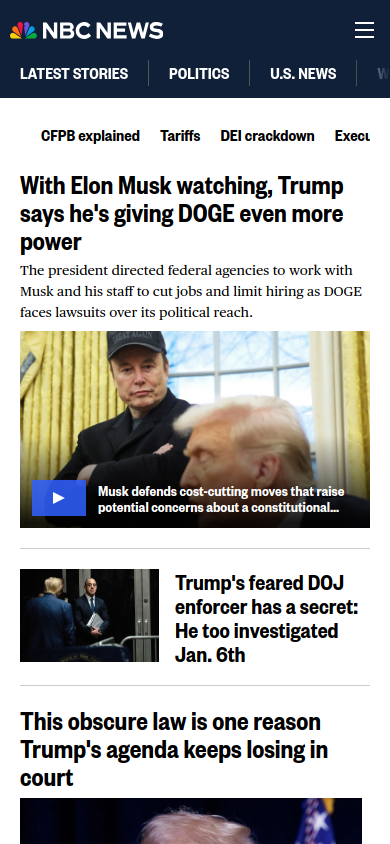 NBC NEWS
LATEST STORIES
POLITICS
U.S. NEWS
CFPB explained
Tariffs
DEI crackdown
With Elon Musk watching, Trump
says he's giving DOGE even more
power
The president directed federal agencies to work with
Musk and his staff to cut jobs and limit hiring as DOGE
faces lawsuits over its political reach.
GREAT AGAIN
Musk defends cost-cutting moves that raise
potential concerns about a constitutional...
Trump's feared DOJ
enforcer has a secret:
He too investigated
Jan. 6th
This obscure law is one reason
Trump's agenda keeps losing in
court